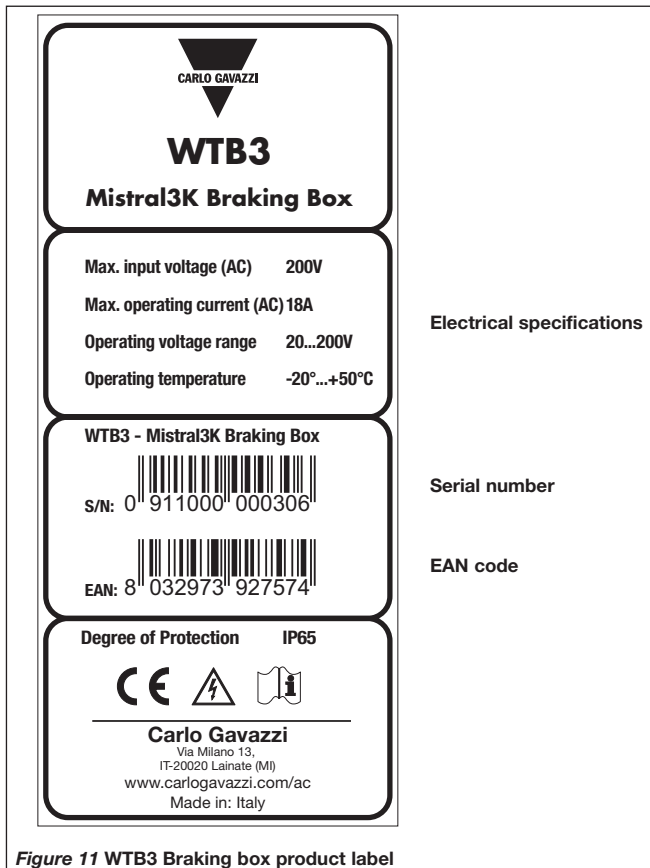 CARLO GAVAZZI
WTB3
Mistral3K Braking Box
Max. input voltage (AC) 200V
Max. operating current (AC) 18A
Operating voltage range 20...200V
Operating temperature -20°...+50°C
Electrical specifications
WTB3 - Mistral3K Braking Box
S/N: 0 911000 000306
Serial number
EAN: 8 032973 927574
EAN code
Degree of Protection IP65
CE
Carlo Gavazzi
Via Milano 13,
IT-20020 Lainate (MI)
www.carlogavazzi.com/ac
Made in: Italy
Figure 11 WTB3 Braking box product label